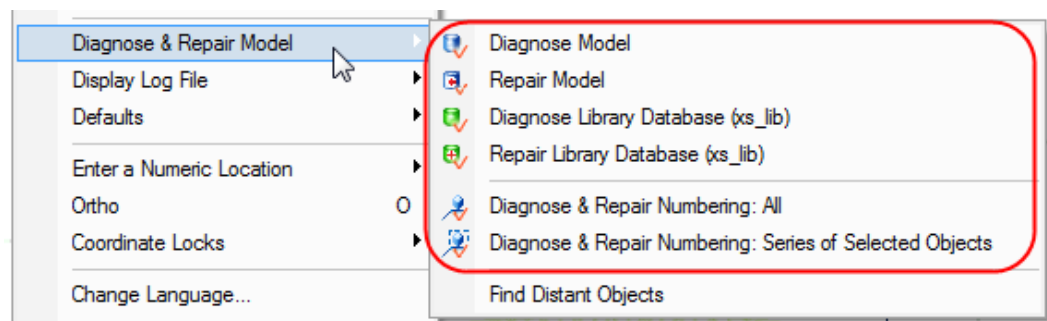 Diagnose & Repair Model
Display Log File
Defaults
Enter a Numeric Location
Ortho O
Coordinate Locks
Change Language...
Diagnose Model
Repair Model
Diagnose Library Database (xs_lib)
Repair Library Database (xs_lib)
Diagnose & Repair Numbering: All
Diagnose & Repair Numbering: Series of Selected Objects
Find Distant Objects